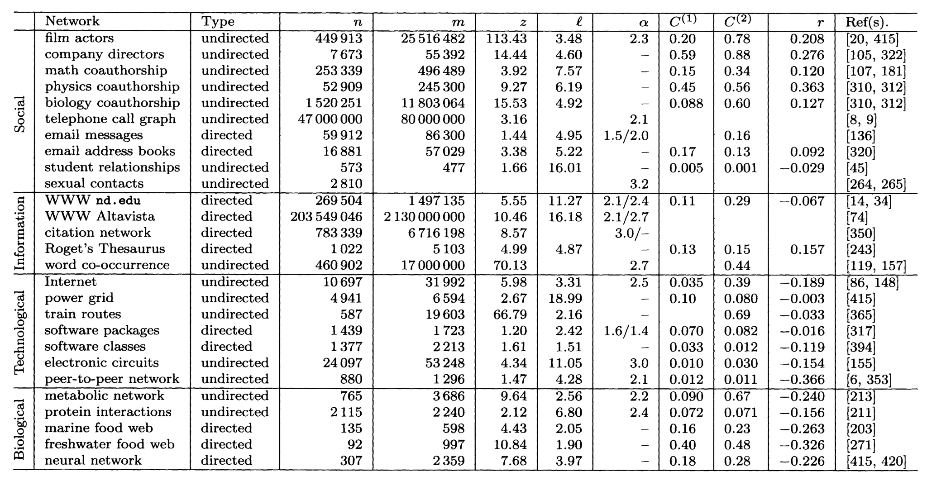 Network Type n m z ℓ α C(1) C(2) r Ref(s).
Social
film actors undirected 449 913 25 516 482 113.43 3.48 2.3 0.20 0.78 0.208 [20, 415]
company directors undirected 7 673 55 392 14.44 4.60 – 0.59 0.88 0.276 [105, 322]
math coauthorship undirected 253 339 496 489 3.92 7.57 – 0.15 0.34 0.120 [107, 181]
physics coauthorship undirected 52 909 245 300 9.27 6.19 – 0.45 0.56 0.363 [310, 312]
biology coauthorship undirected 1 520 251 11 803 064 15.53 4.92 – 0.088 0.60 0.127 [310, 312]
telephone call graph undirected 47 000 000 80 000 000 3.16 2.1 [8, 9]
email messages directed 59 912 86 300 1.44 4.95 1.5/2.0 0.16 [136]
email address books directed 16 881 57 029 3.38 5.22 – 0.17 0.13 0.092 [320]
student relationships undirected 573 477 1.66 16.01 – 0.005 0.001 −0.029 [45]
sexual contacts undirected 2 810 3.2 [264, 265]
Information
WWW nd.edu directed 269 504 1 497 135 5.55 11.27 2.1/2.4 0.11 0.29 −0.067 [14, 34]
WWW Altavista directed 203 549 046 2 130 000 000 10.46 16.18 2.1/2.7 [74]
citation network directed 783 339 6 716 198 8.57 3.0/– [350]
Roget's Thesaurus directed 1 022 5 103 4.99 4.87 – 0.13 0.15 0.157 [243]
word co-occurrence undirected 460 902 17 000 000 70.13 2.7 0.44 [119, 157]
Technological
Internet undirected 10 697 31 992 5.98 3.31 2.5 0.035 0.39 −0.189 [86, 148]
power grid undirected 4 941 6 594 2.67 18.99 – 0.10 0.080 −0.003 [415]
train routes undirected 587 19 603 66.79 2.16 – 0.69 −0.033 [365]
software packages directed 1 439 1 723 1.20 2.42 1.6/1.4 0.070 0.082 −0.016 [317]
software classes directed 1 377 2 213 1.61 1.51 – 0.033 0.012 −0.119 [394]
electronic circuits undirected 24 097 53 248 4.34 11.05 3.0 0.010 0.030 −0.154 [155]
peer-to-peer network undirected 880 1 296 1.47 4.28 2.1 0.012 0.011 −0.366 [6, 353]
Biological
metabolic network undirected 765 3 686 9.64 2.56 2.2 0.090 0.67 −0.240 [213]
protein interactions undirected 2 115 2 240 2.12 6.80 2.4 0.072 0.071 −0.156 [211]
marine food web directed 135 598 4.43 2.05 – 0.16 0.23 −0.263 [203]
freshwater food web directed 92 997 10.84 1.90 – 0.40 0.48 −0.326 [271]
neural network directed 307 2 359 7.68 3.97 – 0.18 0.28 −0.226 [415, 420]